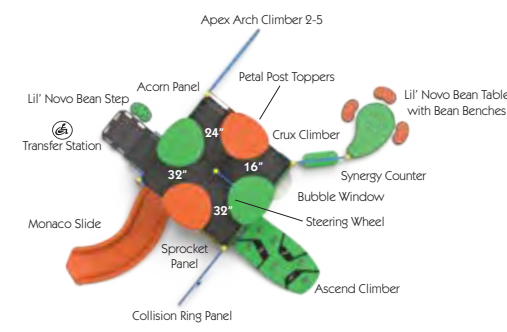 Apex Arch Climber 2-5
Petal Post Toppers
Acorn Panel
Lil' Novo Bean Step
Lil' Novo Bean Table
with Bean Benches
24"
Crux Climber
Transfer Station
16"
32"
Synergy Counter
Bubble Window
32"
Steering Wheel
Monaco Slide
Sprocket
Panel
Ascend Climber
Collision Ring Panel